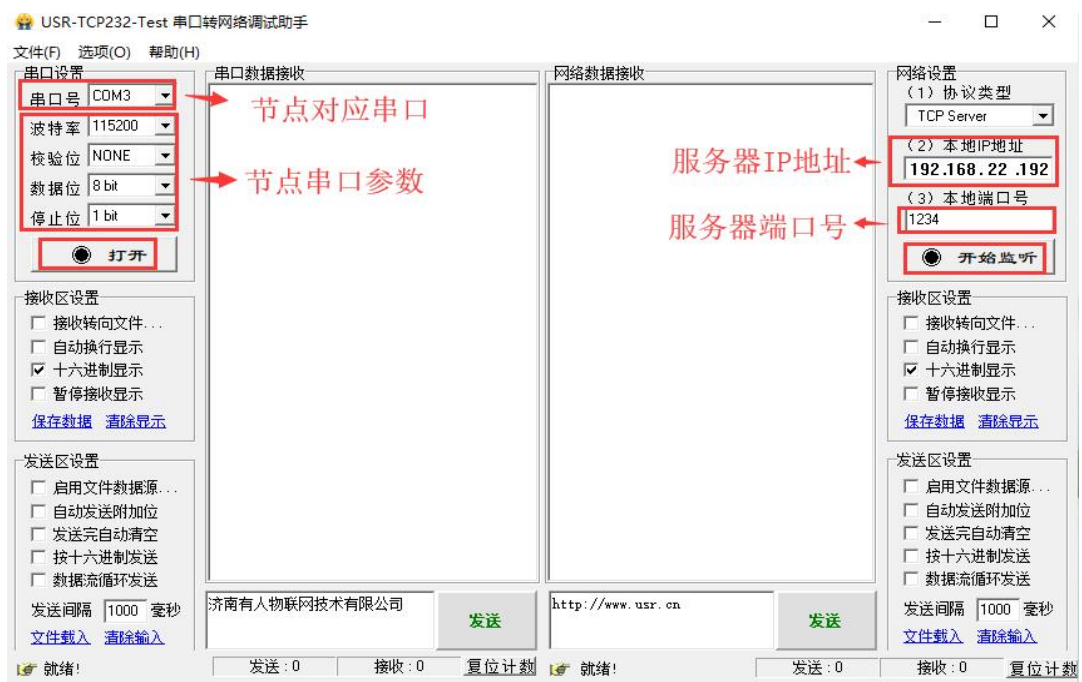 USR-TCP232-Test 串口转网络调试助手
文件(F) 选项(O) 帮助(H)
串口设置
串口号 COM3
波特率 115200
校验位 NONE
数据位 8 bit
停止位 1 bit
打开
接收区设置
接收转向文件...
自动换行显示
十六进制显示
暂停接收显示
保存数据 清除显示
发送区设置
启用文件数据源...
自动发送附加位
发送完自动清空
按十六进制发送
数据流循环发送
发送间隔 1000 毫秒
文件载入 清除输入
就绪!
串口数据接收
节点对应串口
节点串口参数
济南有人物联网技术有限公司
发送
发送:0 接收:0 复位计数
网络数据接收
服务器IP地址
服务器端口号
http://www.usr.cn
发送
就绪!
发送:0 接收:0 复位计数
网络设置
(1) 协议类型
TCP Server
(2) 本地IP地址
192.168.22 .192
(3) 本地端口号
1234
开始监听
接收区设置
接收转向文件...
自动换行显示
十六进制显示
暂停接收显示
保存数据 清除显示
发送区设置
启用文件数据源...
自动发送附加位
发送完自动清空
按十六进制发送
数据流循环发送
发送间隔 1000 毫秒
文件载入 清除输入